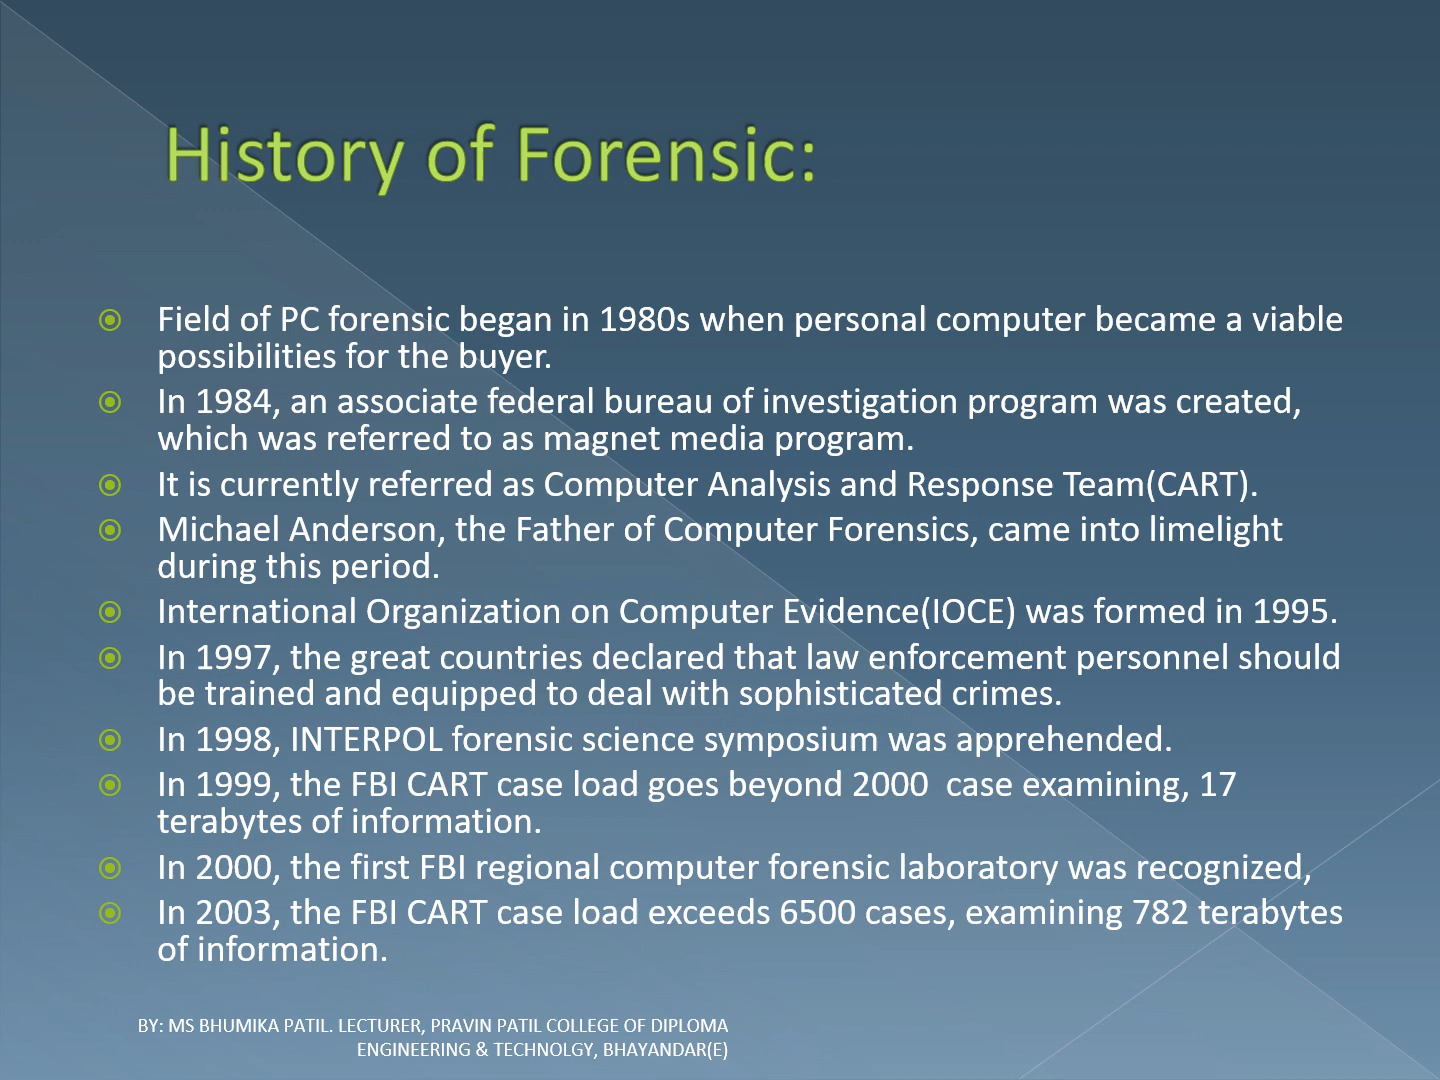 History of Forensic:
Field of PC forensic began in 1980s when personal computer became a viable
possibilities for the buyer.
In 1984, an associate federal bureau of investigation program was created,
which was referred to as magnet media program.
It is currently referred as Computer Analysis and Response Team(CART).
Michael Anderson, the Father of Computer Forensics, came into limelight
during this period.
International Organization on Computer Evidence(IOCE) was formed in 1995.
In 1997, the great countries declared that law enforcement personnel should
be trained and equipped to deal with sophisticated crimes.
In 1998, INTERPOL forensic science symposium was apprehended.
In 1999, the FBI CART case load goes beyond 2000  case examining, 17
terabytes of information.
In 2000, the first FBI regional computer forensic laboratory was recognized,
In 2003, the FBI CART case load exceeds 6500 cases, examining 782 terabytes
of information.
BY: MS BHUMIKA PATIL. LECTURER, PRAVIN PATIL COLLEGE OF DIPLOMA
ENGINEERING & TECHNOLGY, BHAYANDAR(E)